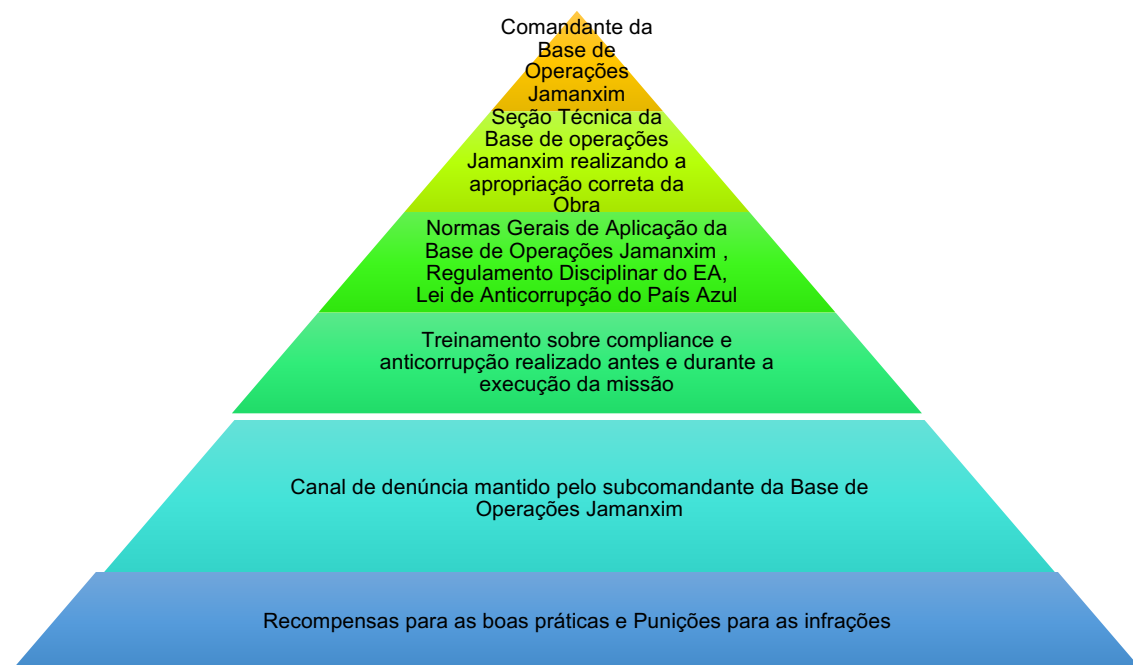 Comandante da
Base de
Operações
Jamanxim
Seção Técnica da
Base de operações
Jamanxim realizando a
apropriação correta da
Obra
Normas Gerais de Aplicação da
Base de Operações Jamanxim ,
Regulamento Disciplinar do EA,
Lei de Anticorrupção do País Azul
Treinamento sobre compliance e
anticorrupção realizado antes e durante a
execução da missão
Canal de denúncia mantido pelo subcomandante da Base de
Operações Jamanxim
Recompensas para as boas práticas e Punições para as infrações